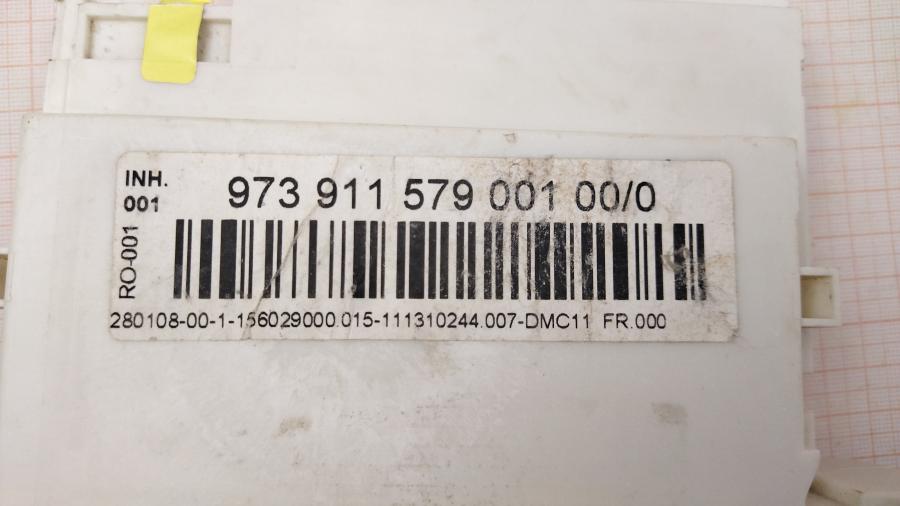 INH.
001
973 911 579 001 00/0
RO-001
280108-00-1-156029000.015-111310244.007-DMC11 FR.000